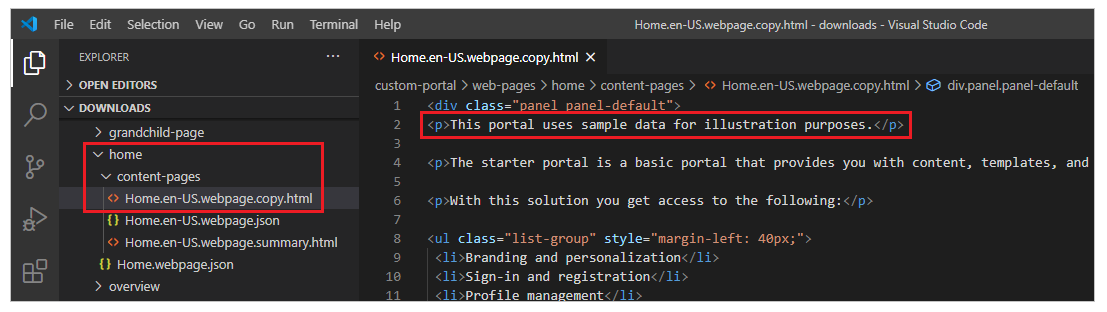 File Edit Selection View Go Run Terminal Help Home.en-US.webpage.copy.html - downloads - Visual Studio Code
EXPLORER ···
OPEN EDITORS
DOWNLOADS
grandchild-page
home
content-pages
<> Home.en-US.webpage.copy.html
{} Home.en-US.webpage.json
<> Home.en-US.webpage.summary.html
{} Home.webpage.json
overview
<> Home.en-US.webpage.copy.html ×
custom-portal > web-pages > home > content-pages > <> Home.en-US.webpage.copy.html > div.panel.panel-default
1 <div class="panel panel-default">
2 <p>This portal uses sample data for illustration purposes.</p>
3
4 <p>The starter portal is a basic portal that provides you with content, templates, and
5
6 <p>With this solution you get access to the following:</p>
7
8 <ul class="list-group" style="margin-left: 40px;">
9 <li>Branding and personalization</li>
10 <li>Sign-in and registration</li>
11 <li>Profile management</li>